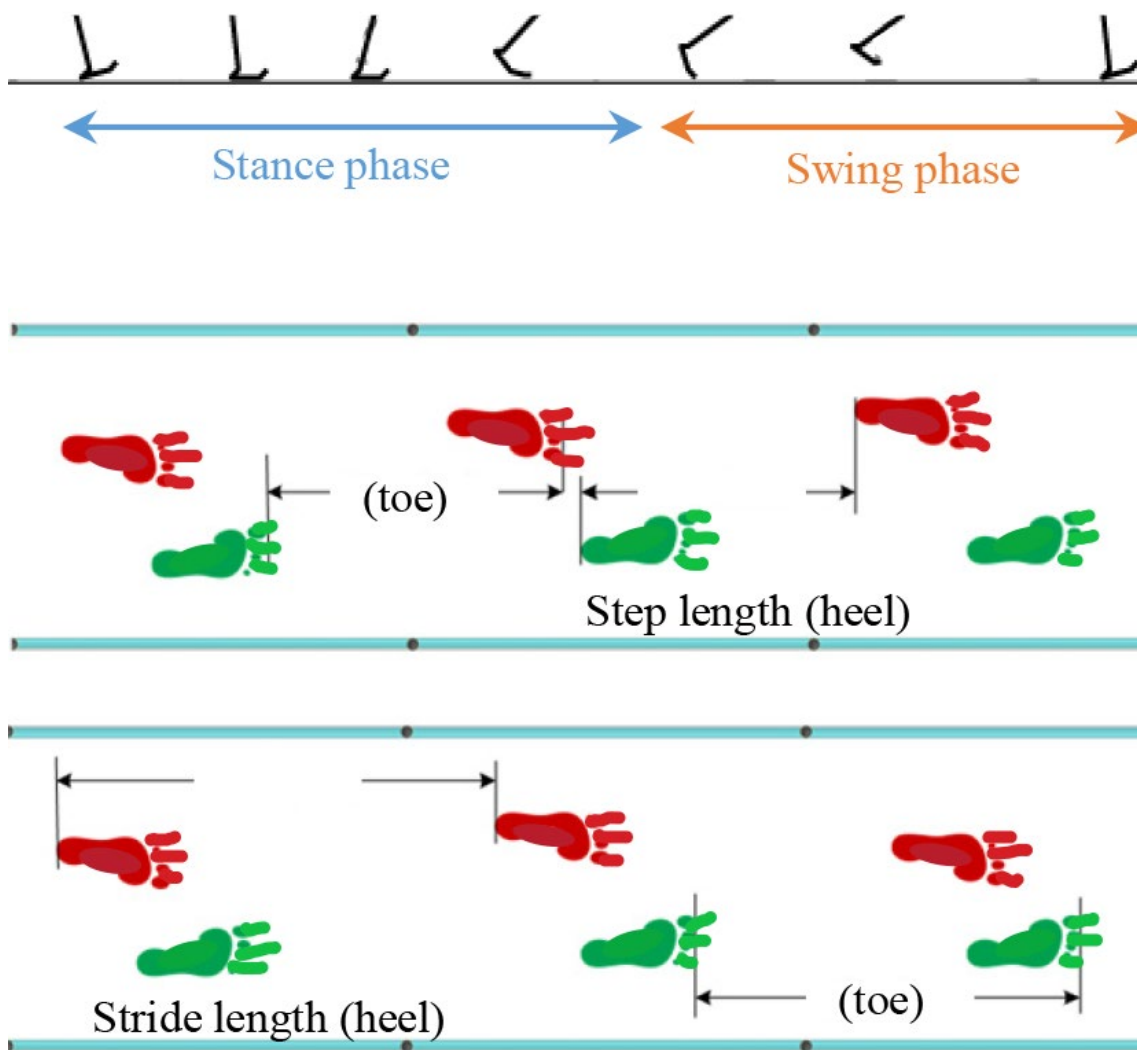 Stance phase
Swing phase
(toe)
Step length (heel)
Stride length (heel)
(toe)